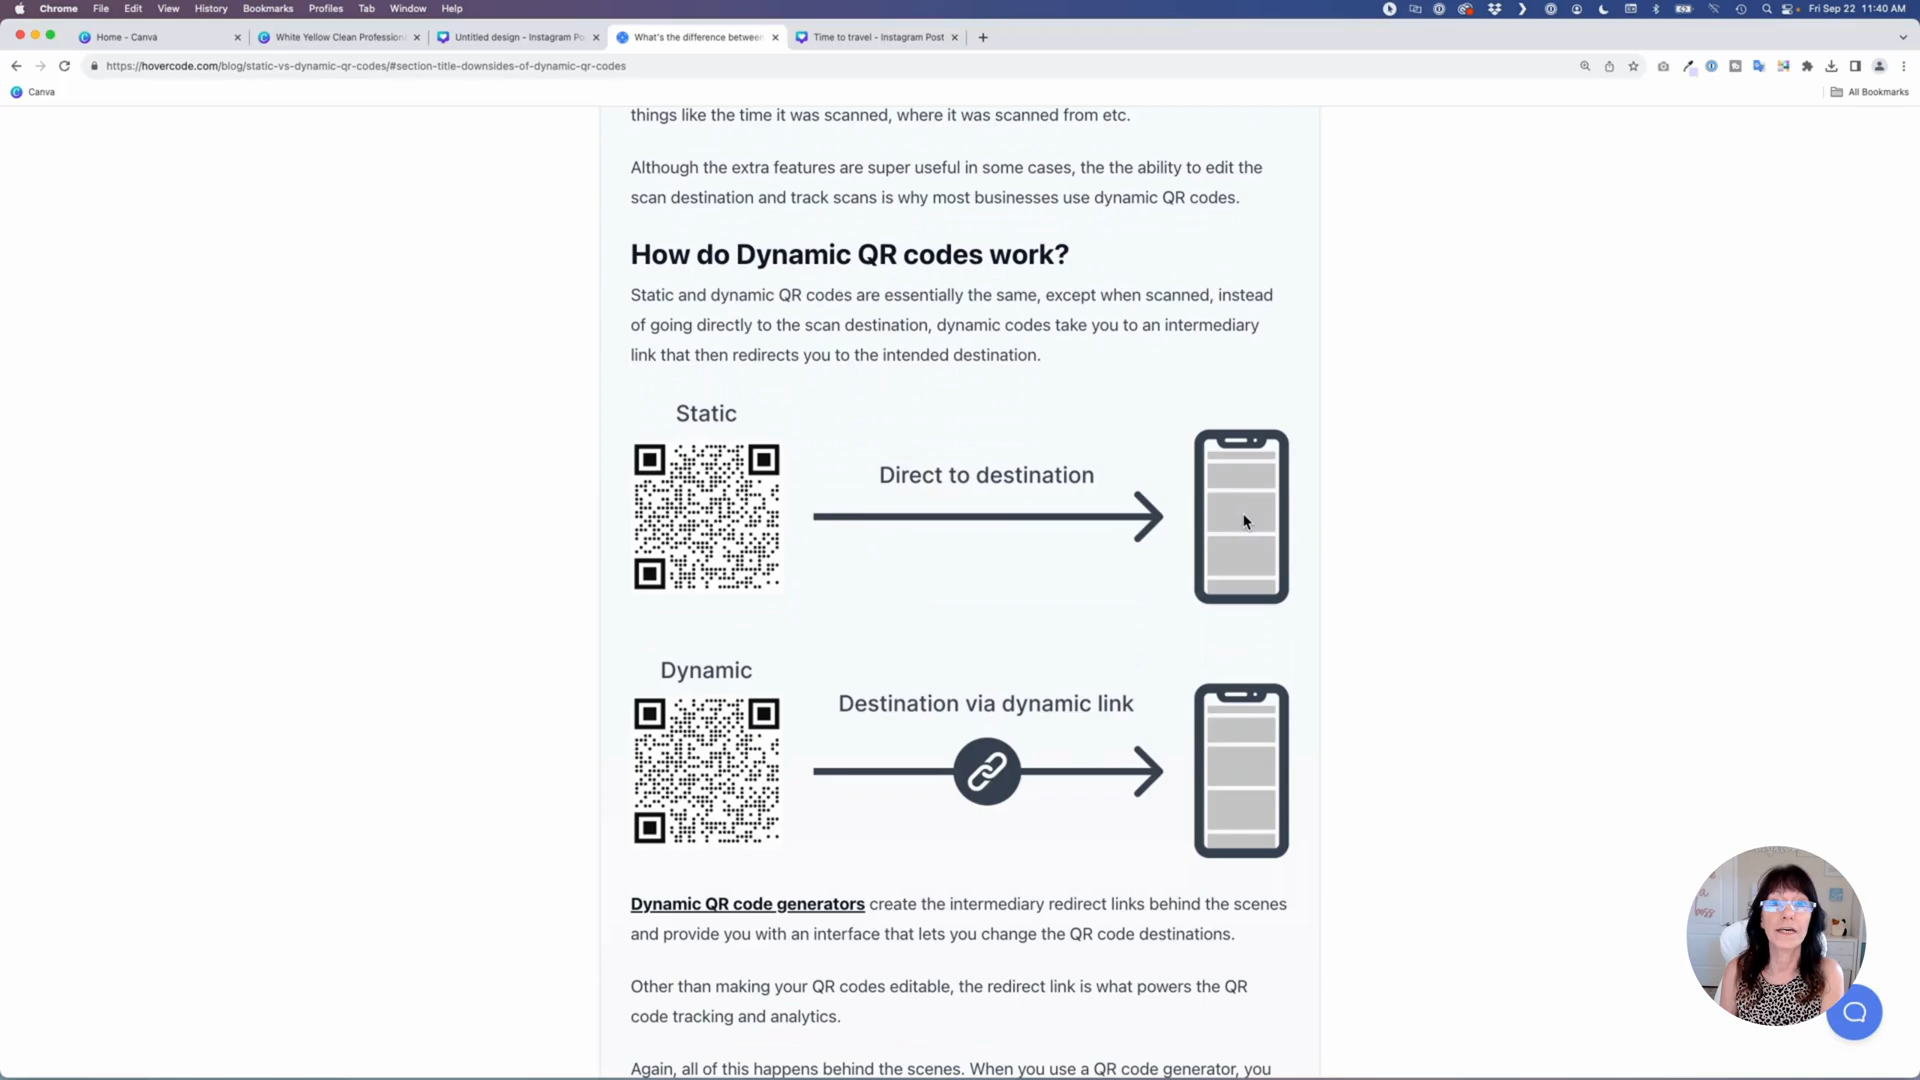 Chrome File Edit View History Bookmarks Profiles Tab Window Help Fri Sep 22 11:40 AM
Home - Canva White Yellow Clean Profession Untitled design - Instagram Po What's the difference between Time to travel - Instagram Post
https://hovercode.com/blog/static-vs-dynamic-qr-codes/#section-title-downsides-of-dynamic-qr-codes
Canva All Bookmarks
things like the time it was scanned, where it was scanned from etc.
Although the extra features are super useful in some cases, the the ability to edit the
scan destination and track scans is why most businesses use dynamic QR codes.
How do Dynamic QR codes work?
Static and dynamic QR codes are essentially the same, except when scanned, instead
of going directly to the scan destination, dynamic codes take you to an intermediary
link that then redirects you to the intended destination.
Static
Direct to destination
Dynamic
Destination via dynamic link
Dynamic QR code generators create the intermediary redirect links behind the scenes
and provide you with an interface that lets you change the QR code destinations.
Other than making your QR codes editable, the redirect link is what powers the QR
code tracking and analytics.
Again, all of this happens behind the scenes. When you use a QR code generator, you